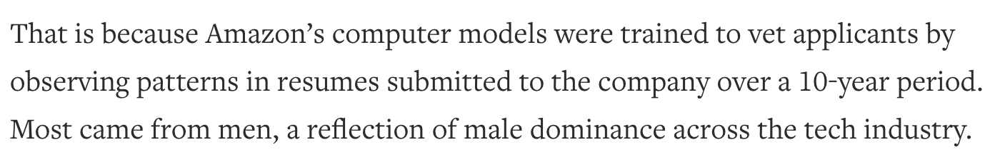 That is because Amazon’s computer models were trained to vet applicants by
observing patterns in resumes submitted to the company over a 10-year period.
Most came from men, a reflection of male dominance across the tech industry.